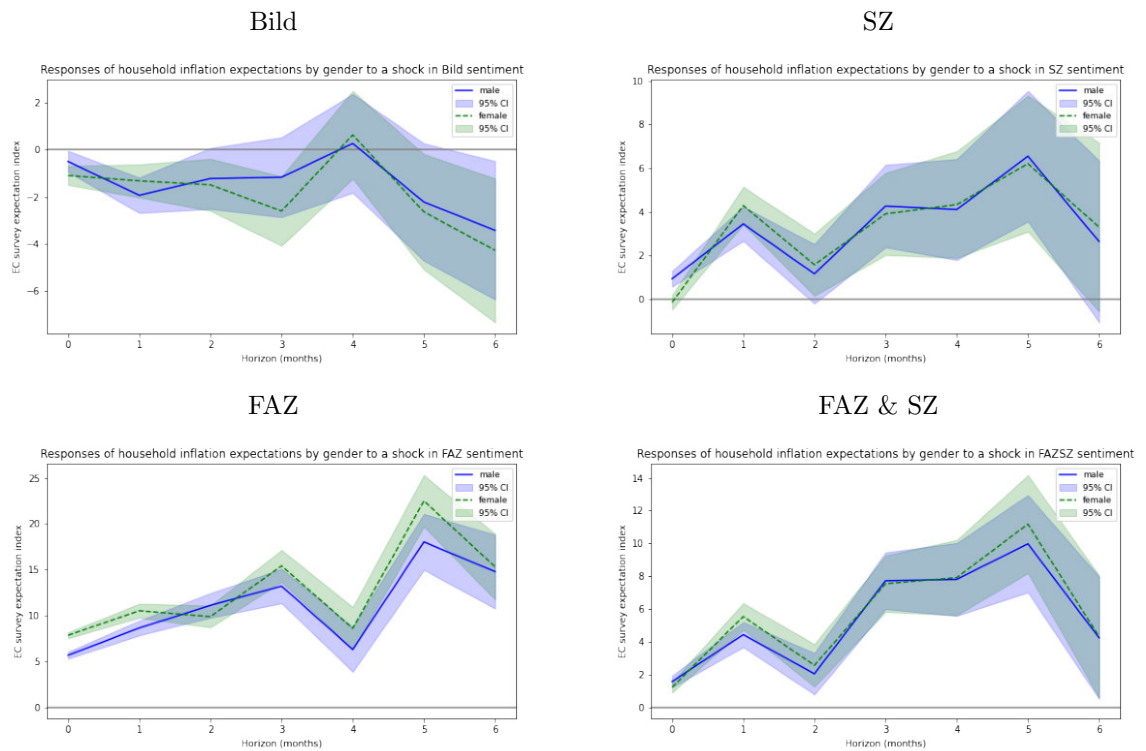 Bild
Responses of household inflation expectations by gender to a shock in Bild sentiment
male
95% CI
female
95% CI
EC survey expectation index
2
0
−2
−4
−6
0 1 2 3 4 5 6
Horizon (months)
SZ
Responses of household inflation expectations by gender to a shock in SZ sentiment
male
95% CI
female
95% CI
EC survey expectation index
10
8
6
4
2
0
0 1 2 3 4 5 6
Horizon (months)
FAZ
Responses of household inflation expectations by gender to a shock in FAZ sentiment
male
95% CI
female
95% CI
EC survey expectation index
25
20
15
10
5
0
0 1 2 3 4 5 6
Horizon (months)
FAZ & SZ
Responses of household inflation expectations by gender to a shock in FAZSZ sentiment
male
95% CI
female
95% CI
EC survey expectation index
14
12
10
8
6
4
2
0
0 1 2 3 4 5 6
Horizon (months)